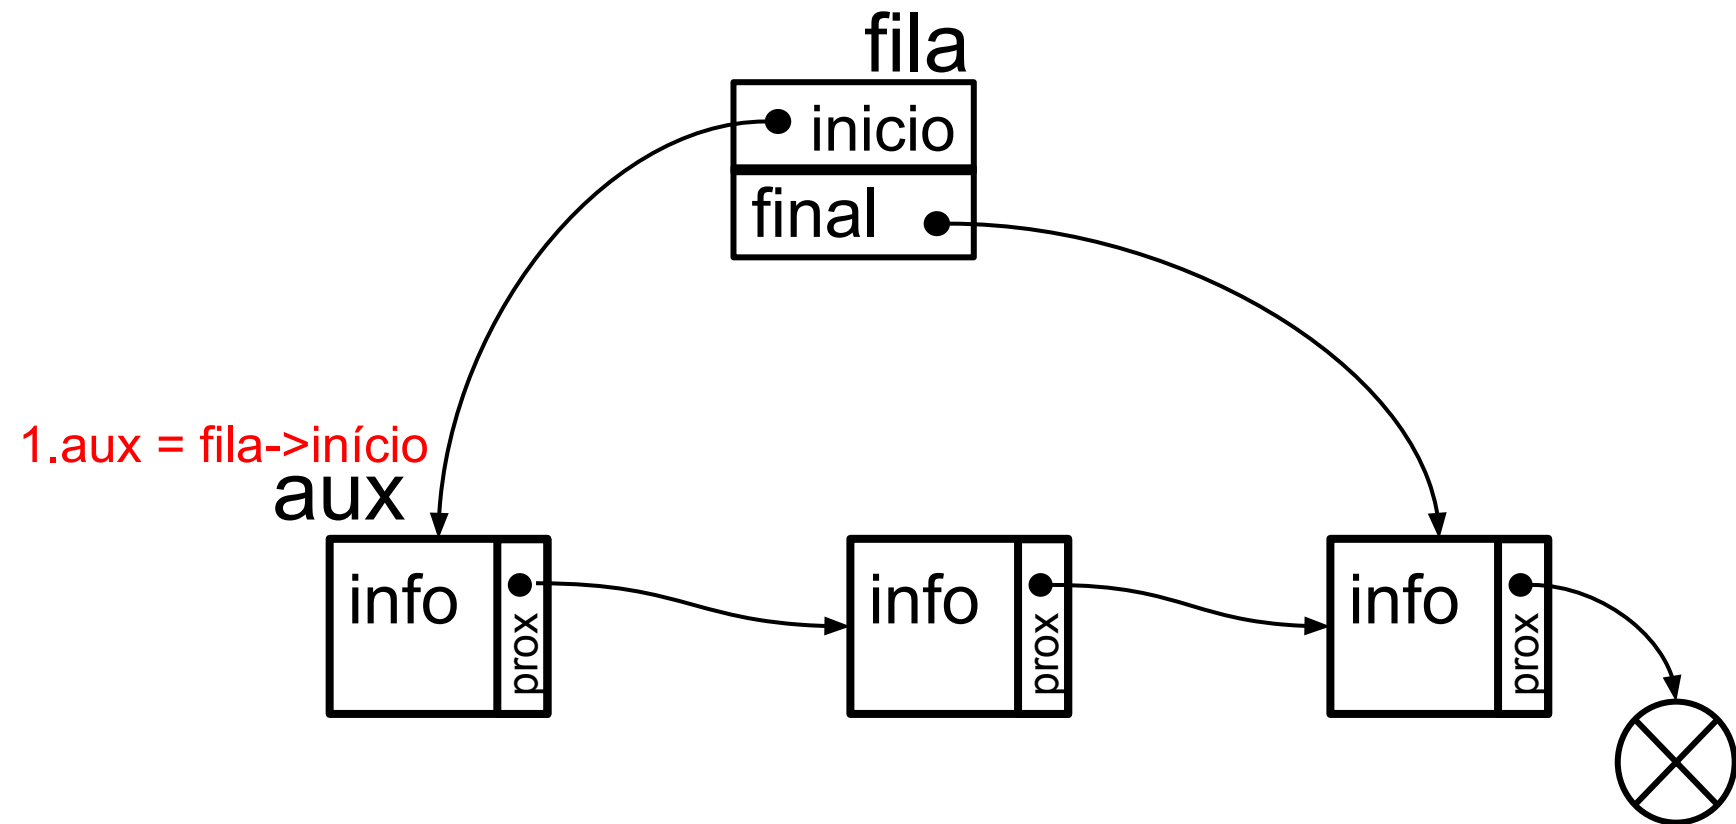 fila
inicio
final
1.aux = fila->início
aux
info
prox
info
prox
info
prox